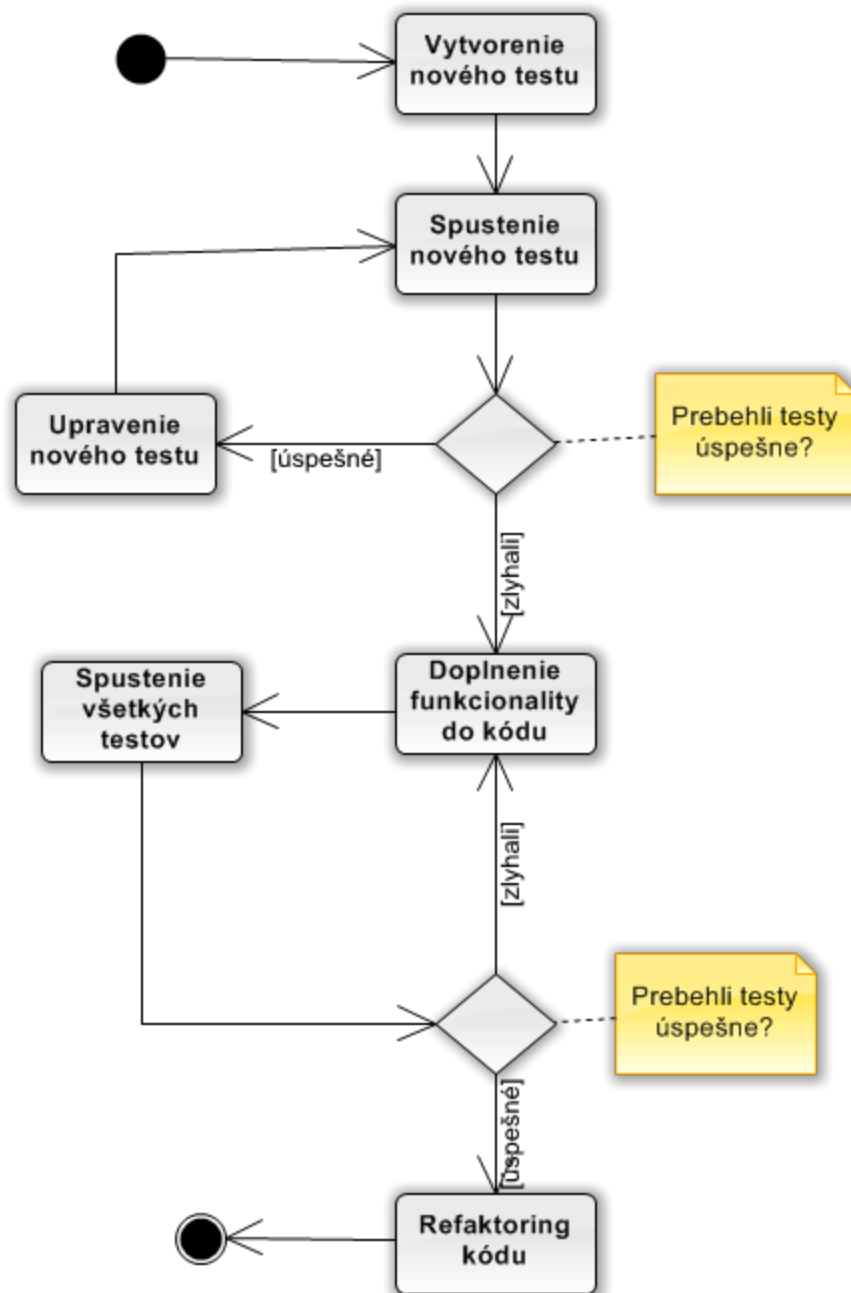 Vytvorenie
nového testu
Spustenie
nového testu
Upravenie
nového testu
[úspešné]
Prebehli testy
úspešne?
[zlyhali]
Spustenie
všetkých
testov
Doplnenie
funkcionality
do kódu
[zlyhali]
Prebehli testy
úspešne?
[úspešné]
Refaktoring
kódu